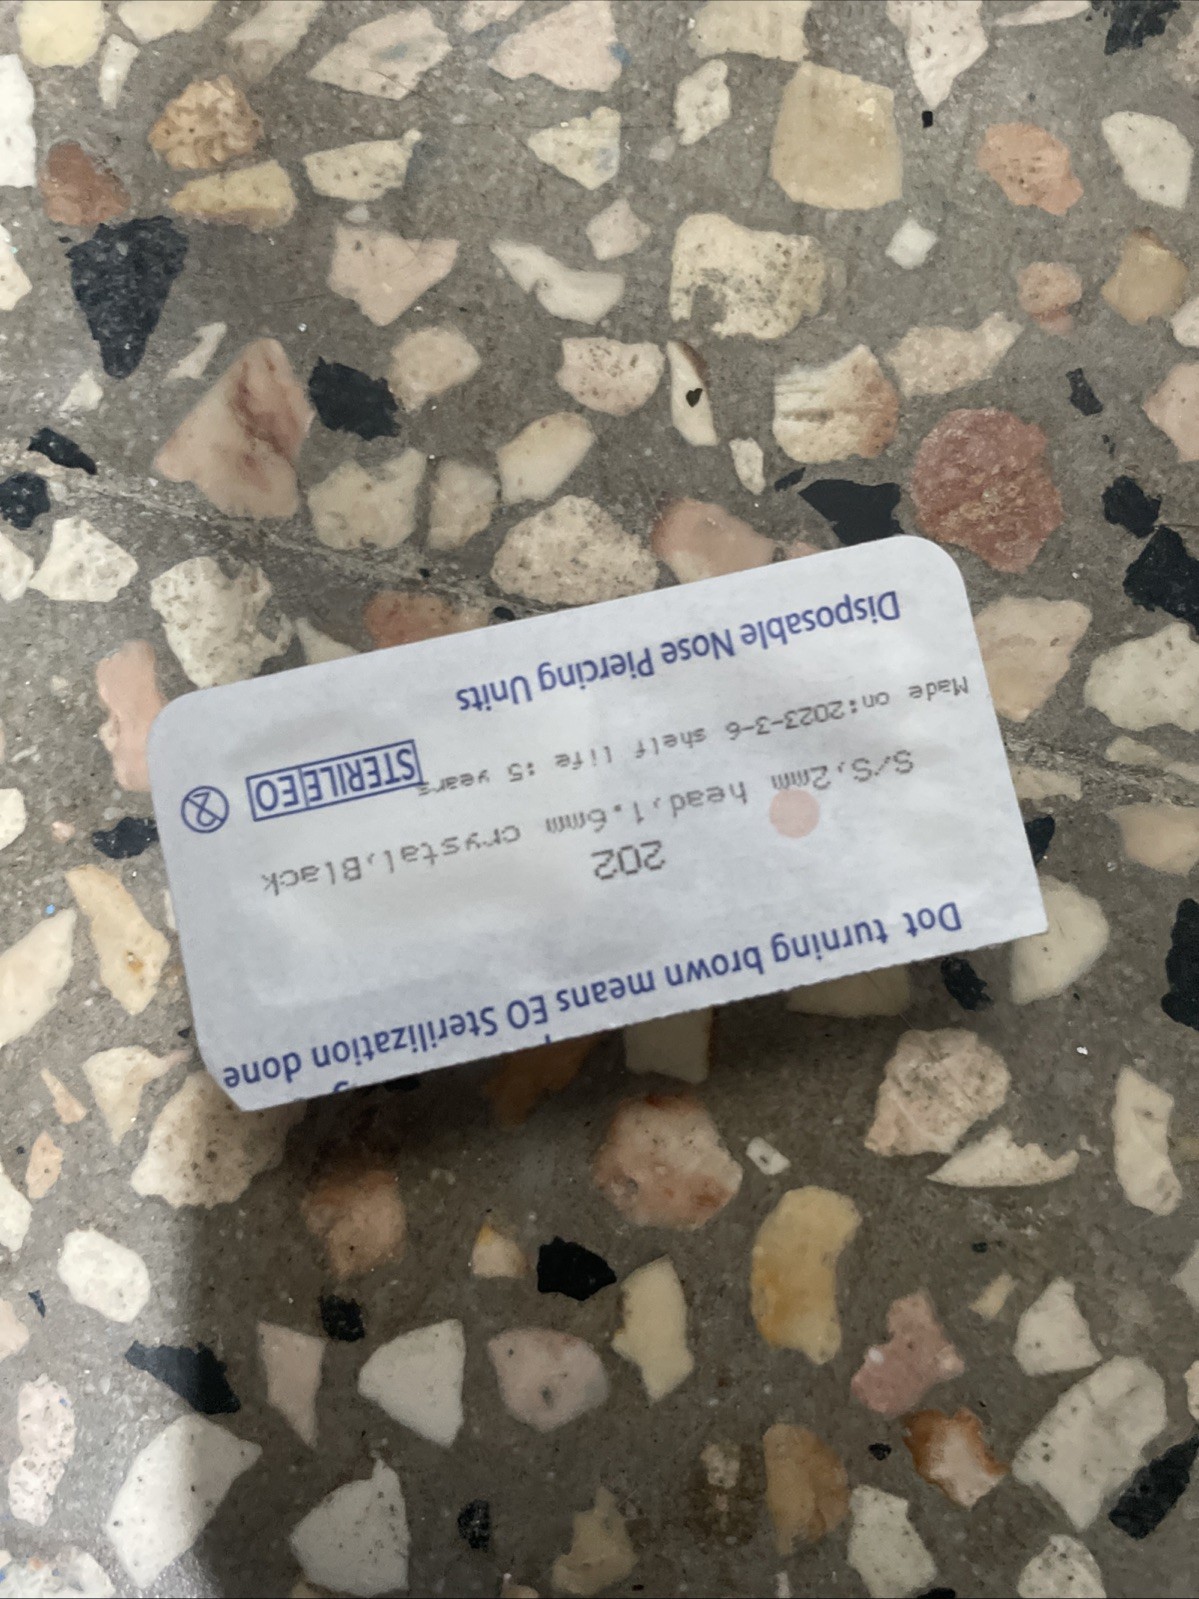 Dot turning brown means EO Sterilization done
202
S/S,2mm head,1.6mm crystal,Black
Made on:2023-3-6 shelf life :5 years
STERILE EO
2
Disposable Nose Piercing Units